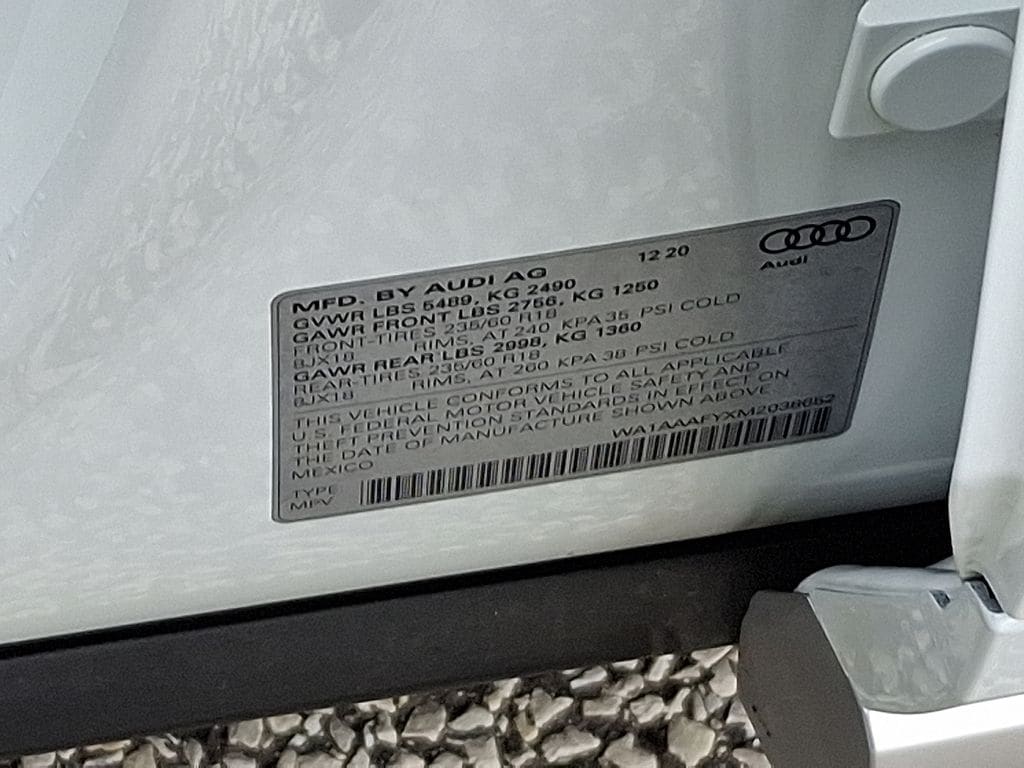 MFD. BY AUDI AG 12 20
Audi
GVWR LBS 5489, KG 2490
GAWR FRONT LBS 2756, KG 1250
FRONT-TIRES 235/60 R18
8JX18 RIMS, AT 240 KPA 35 PSI COLD
GAWR REAR LBS 2998, KG 1360
REAR-TIRES 235/60 R18
8JX18 RIMS, AT 260 KPA 38 PSI COLD
THIS VEHICLE CONFORMS TO ALL APPLICABLE
U.S. FEDERAL MOTOR VEHICLE SAFETY AND
THEFT PREVENTION STANDARDS IN EFFECT ON
THE DATE OF MANUFACTURE SHOWN ABOVE
MEXICO
TYPE
MPV